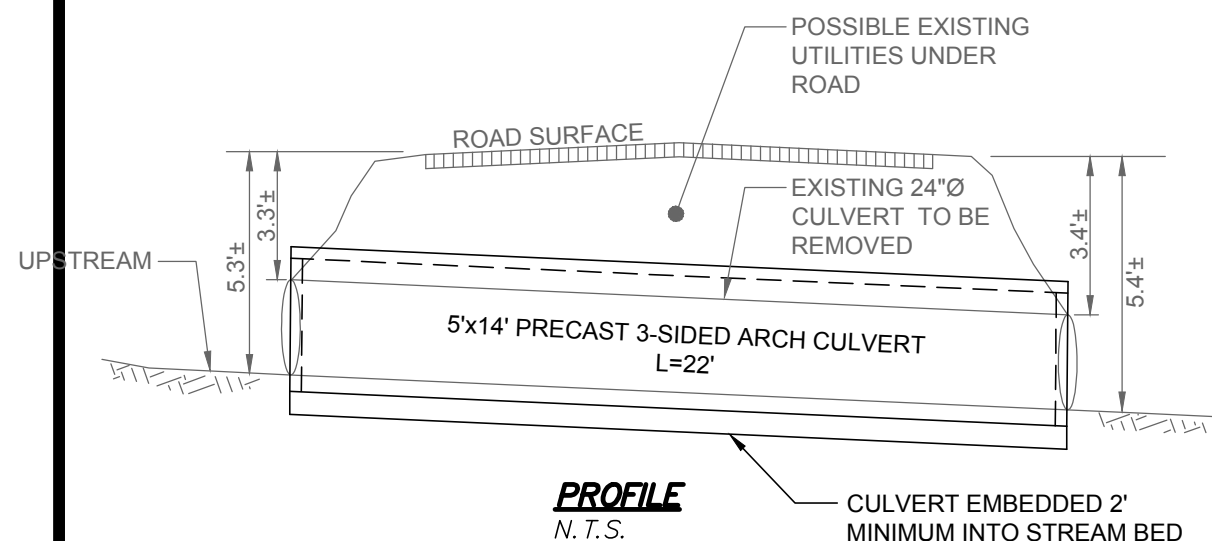 POSSIBLE EXISTING
UTILITIES UNDER
ROAD
ROAD SURFACE
EXISTING 24"Ø
CULVERT TO BE
REMOVED
3.3'±
5.3'±
3.4'±
5.4'±
UPSTREAM
5'x14' PRECAST 3-SIDED ARCH CULVERT
L=22'
PROFILE
N.T.S.
CULVERT EMBEDDED 2'
MINIMUM INTO STREAM BED